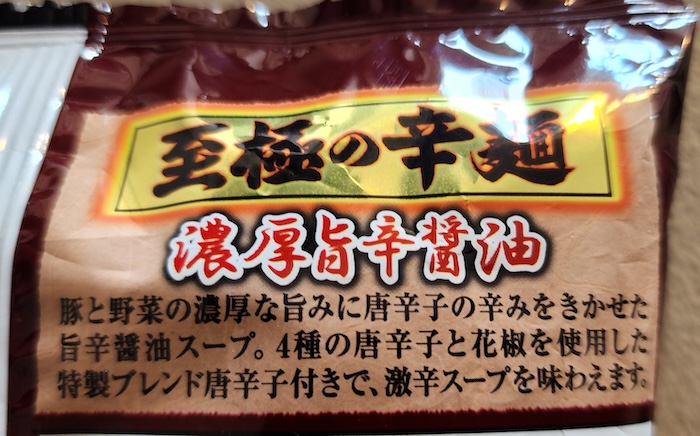 至極の辛麺
濃厚旨辛醤油
豚と野菜の濃厚な旨みに唐辛子の辛みをきかせた
旨辛醤油スープ。4種の唐辛子と花椒を使用した
特製ブレンド唐辛子付きで、激辛スープを味わえます。